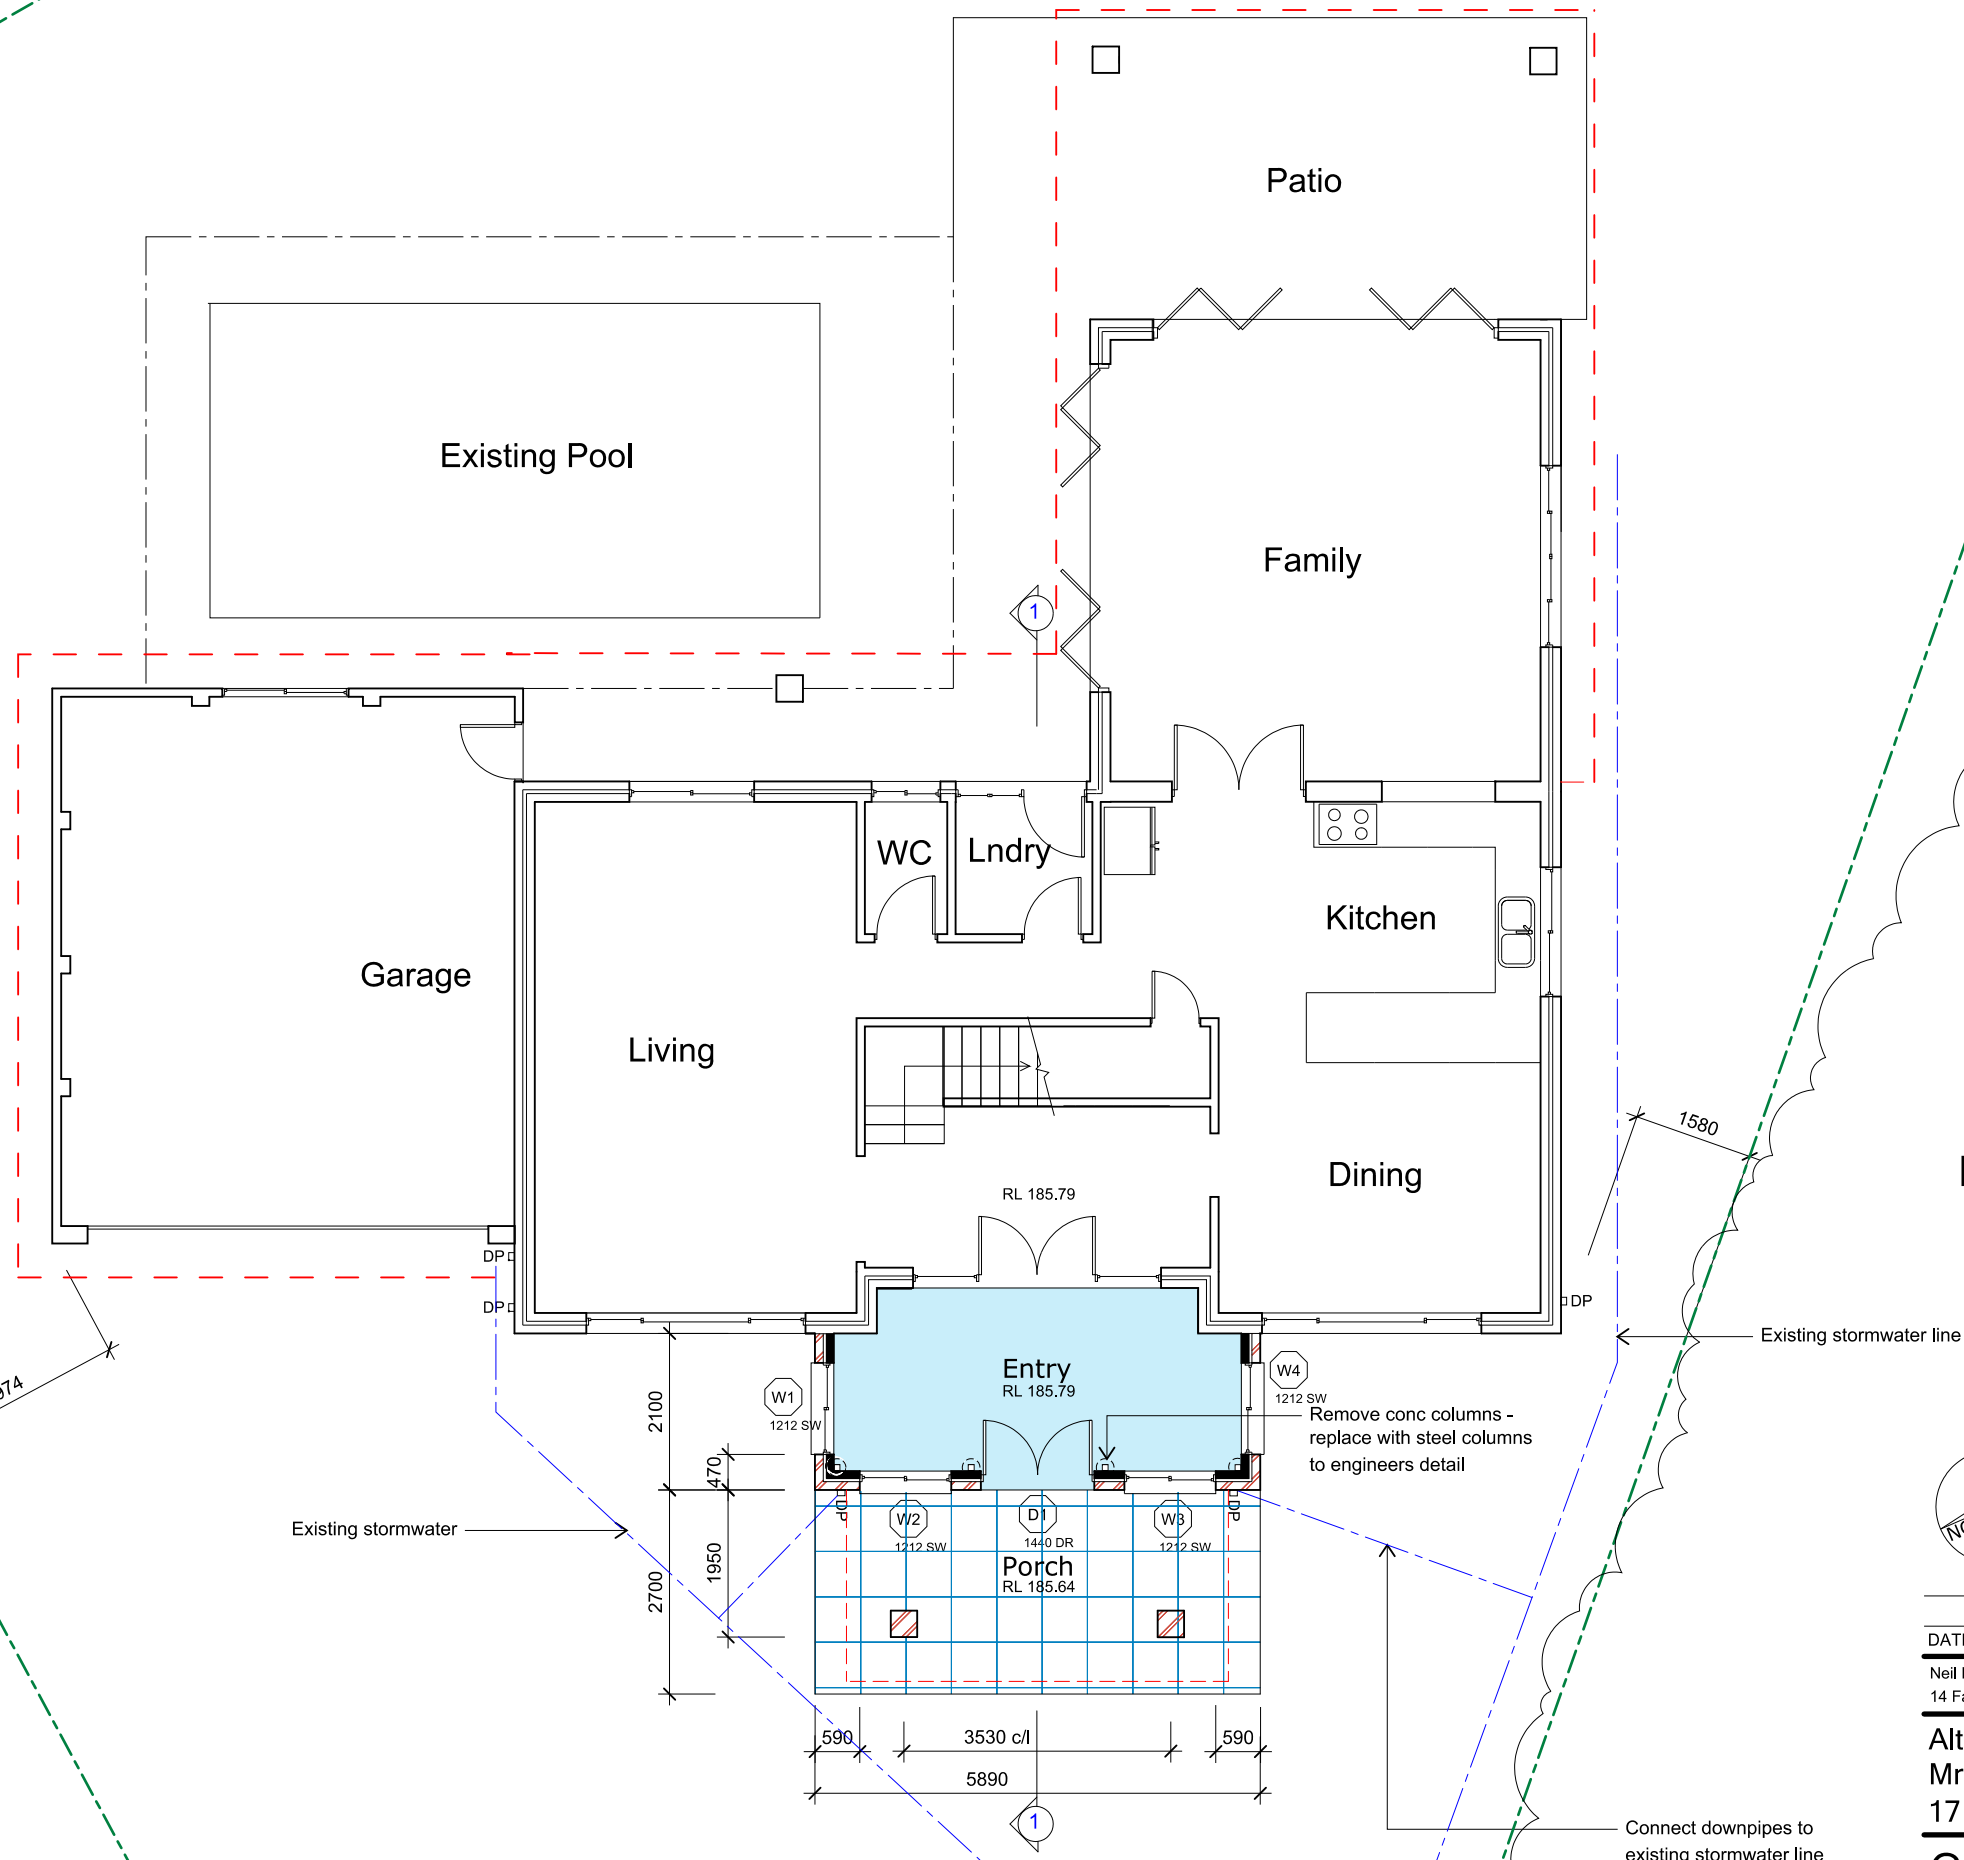 Patio
Existing Pool
Family
1
WC
Lndry
Kitchen
Garage
Living
1580
Dining
RL 185.79
DP
DP
DP
Existing stormwater line
974
Entry
RL 185.79
W1
1212 SW
W4
1212 SW
2100
Remove conc columns -
replace with steel columns
to engineers detail
470
DP
W2
1212 SW
D1
1440 DR
W3
1212 SW
DP
Existing stormwater
1950
2700
Porch
RL 185.64
590
3530 c/l
590
5890
1
Connect downpipes to
existing stormwater line
Neil
17